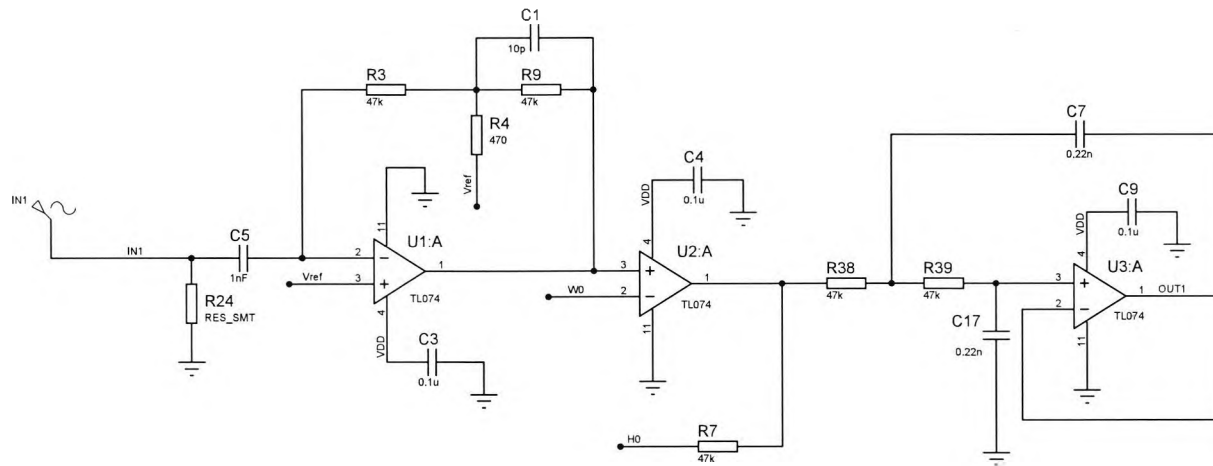 C1
10p
R3
47k
R9
47k
R4
470
Vref
C7
0.22n
C4
0.1u
VDD
C9
0.1u
VDD
IN1
IN1
C5
1nF
R24
RES_SMT
11
U1:A
2
3
1
4
TL074
Vref
VDD
C3
0.1u
4
U2:A
3
2
1
11
TL074
W0
R38
47k
R39
47k
C17
0.22n
4
U3:A
3
2
1
11
TL074
OUT1
H0
R7
47k